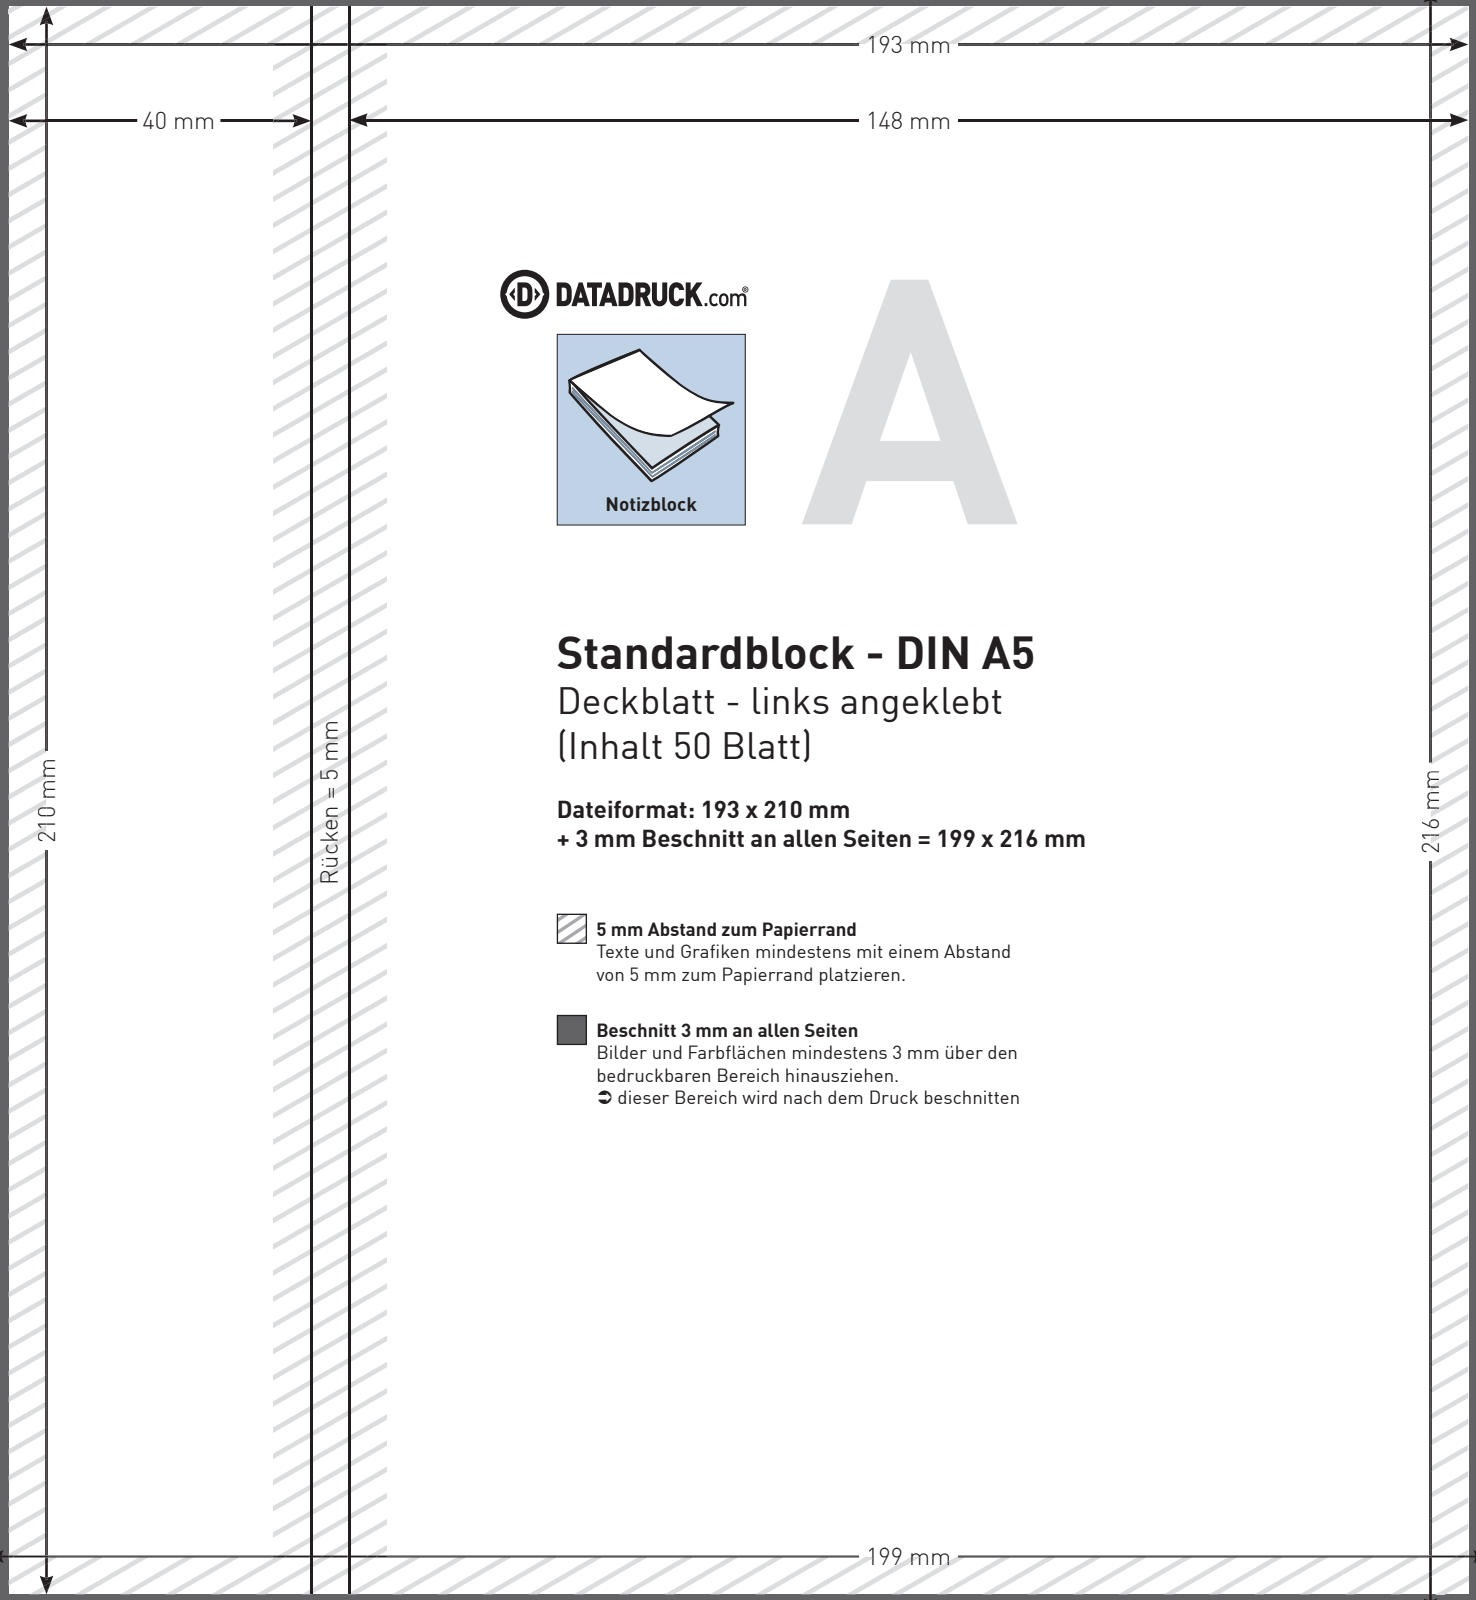 193 mm
40 mm
148 mm
D DATADRUCK.com®
A
Notizblock
Standardblock - DIN A5
Deckblatt - links angeklebt
(Inhalt 50 Blatt)
210 mm
Rücken = 5 mm
216 mm
Dateiformat: 193 x 210 mm
+ 3 mm Beschnitt an allen Seiten = 199 x 216 mm
5 mm Abstand zum Papierrand
Texte und Grafiken mindestens mit einem Abstand
von 5 mm zum Papierrand platzieren.
Beschnitt 3 mm an allen Seiten
Bilder und Farbflächen mindestens 3 mm über den
bedruckbaren Bereich hinausziehen.
➲ dieser Bereich wird nach dem Druck beschnitten
199 mm